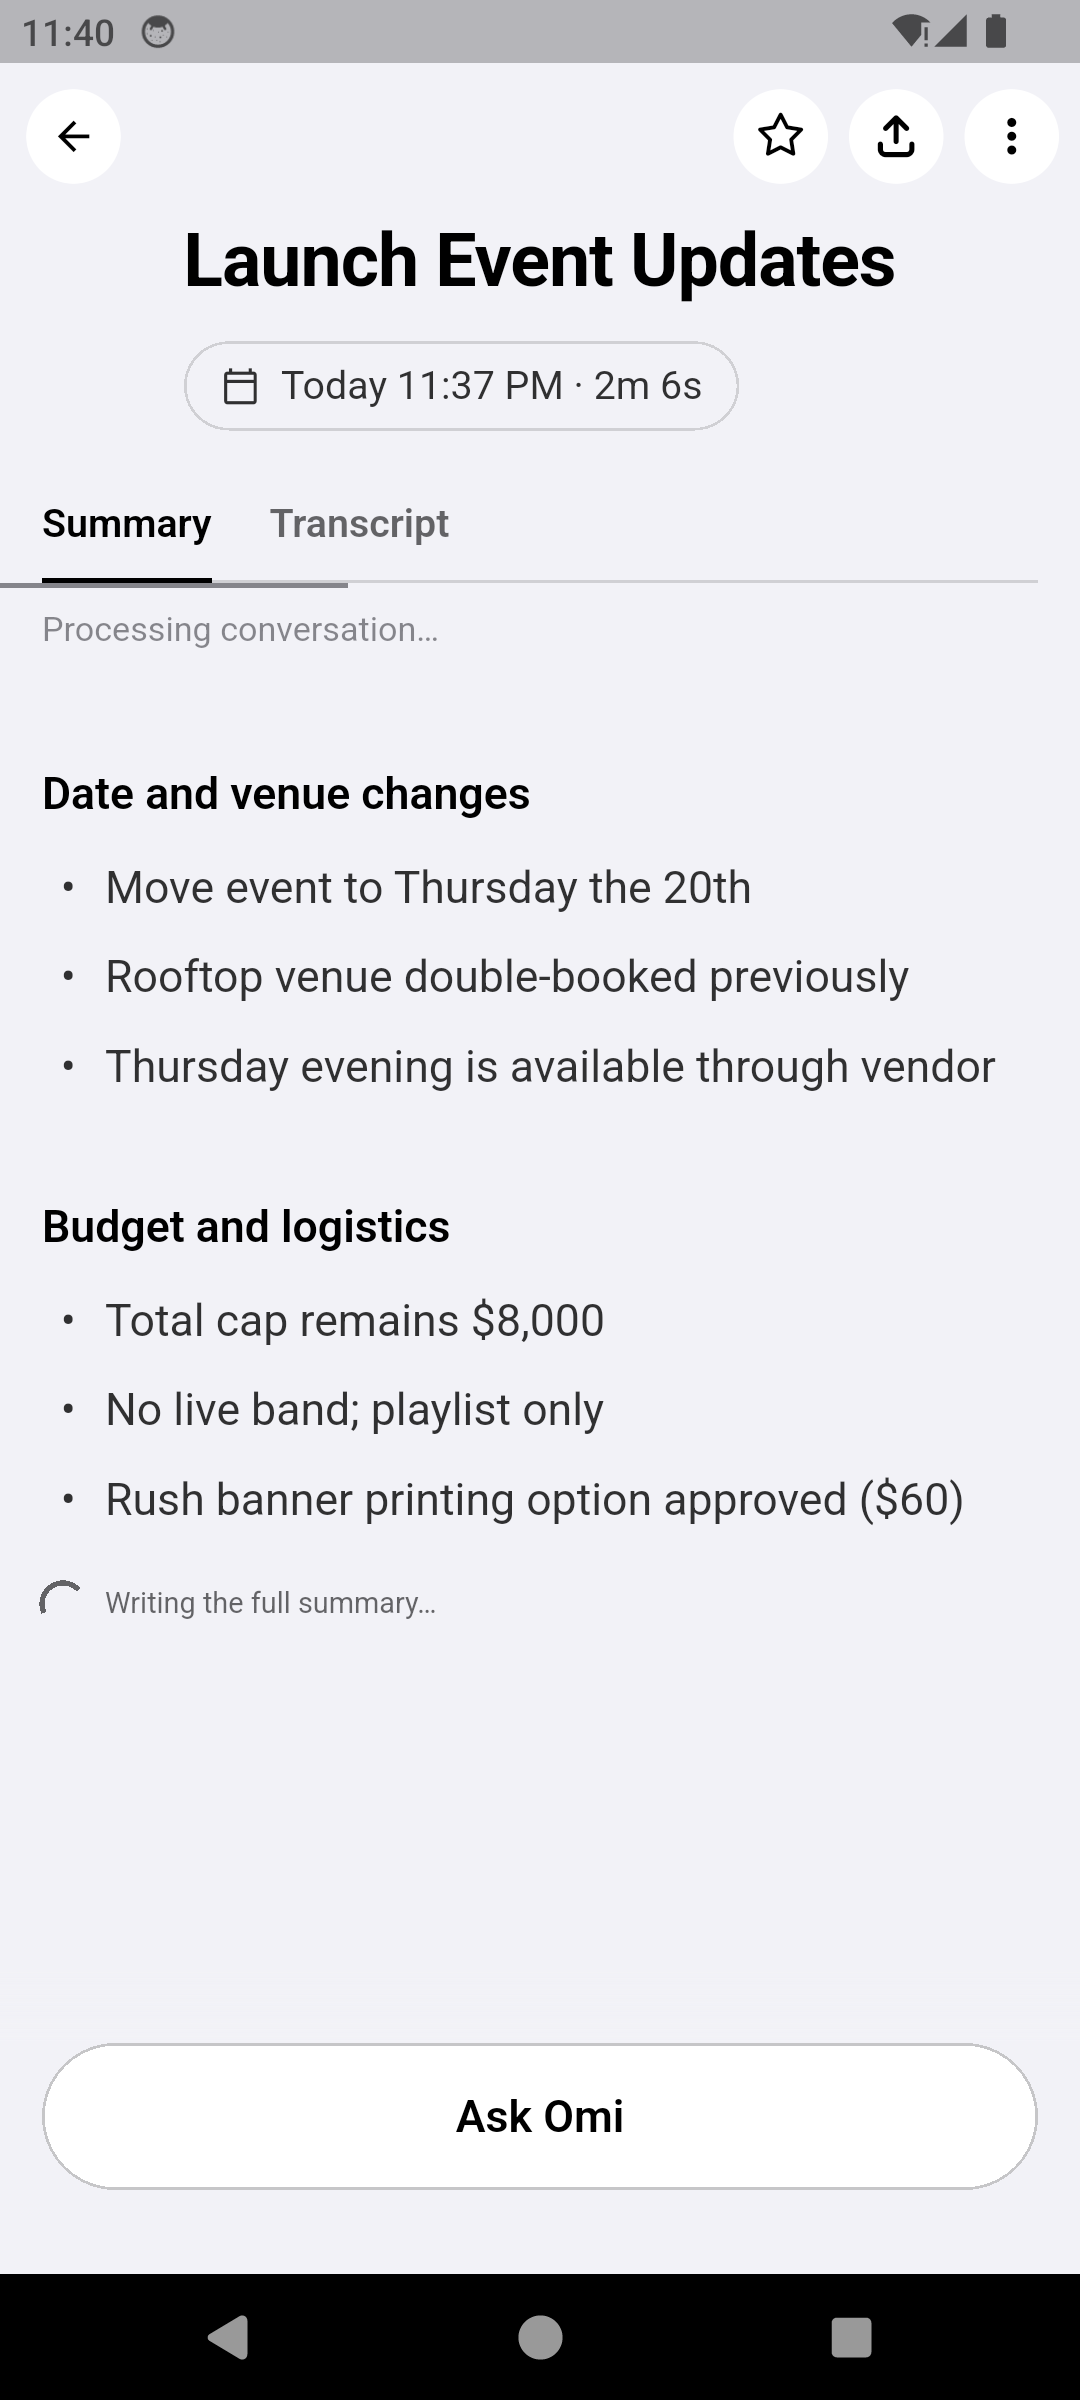 11:40
Launch Event Updates
Today 11:37 PM · 2m 6s
Summary Transcript
Processing conversation…
Date and venue changes
• Move event to Thursday the 20th
• Rooftop venue double-booked previously
• Thursday evening is available through vendor
Budget and logistics
• Total cap remains $8,000
• No live band; playlist only
• Rush banner printing option approved ($60)
Writing the full summary…
Ask Omi